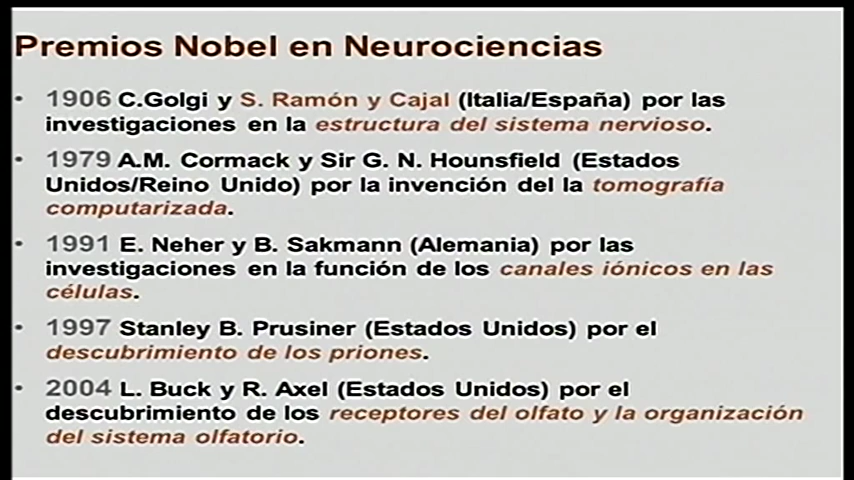 Premios Nobel en Neurociencias
• 1906 C.Golgi y S. Ramón y Cajal (Italia/España) por las
investigaciones en la estructura del sistema nervioso.
• 1979 A.M. Cormack y Sir G. N. Hounsfield (Estados
Unidos/Reino Unido) por la invención del la tomografía
computarizada.
• 1991 E. Neher y B. Sakmann (Alemania) por las
investigaciones en la función de los canales iónicos en las
células.
• 1997 Stanley B. Prusiner (Estados Unidos) por el
descubrimiento de los priones.
• 2004 L. Buck y R. Axel (Estados Unidos) por el
descubrimiento de los receptores del olfato y la organización
del sistema olfatorio.